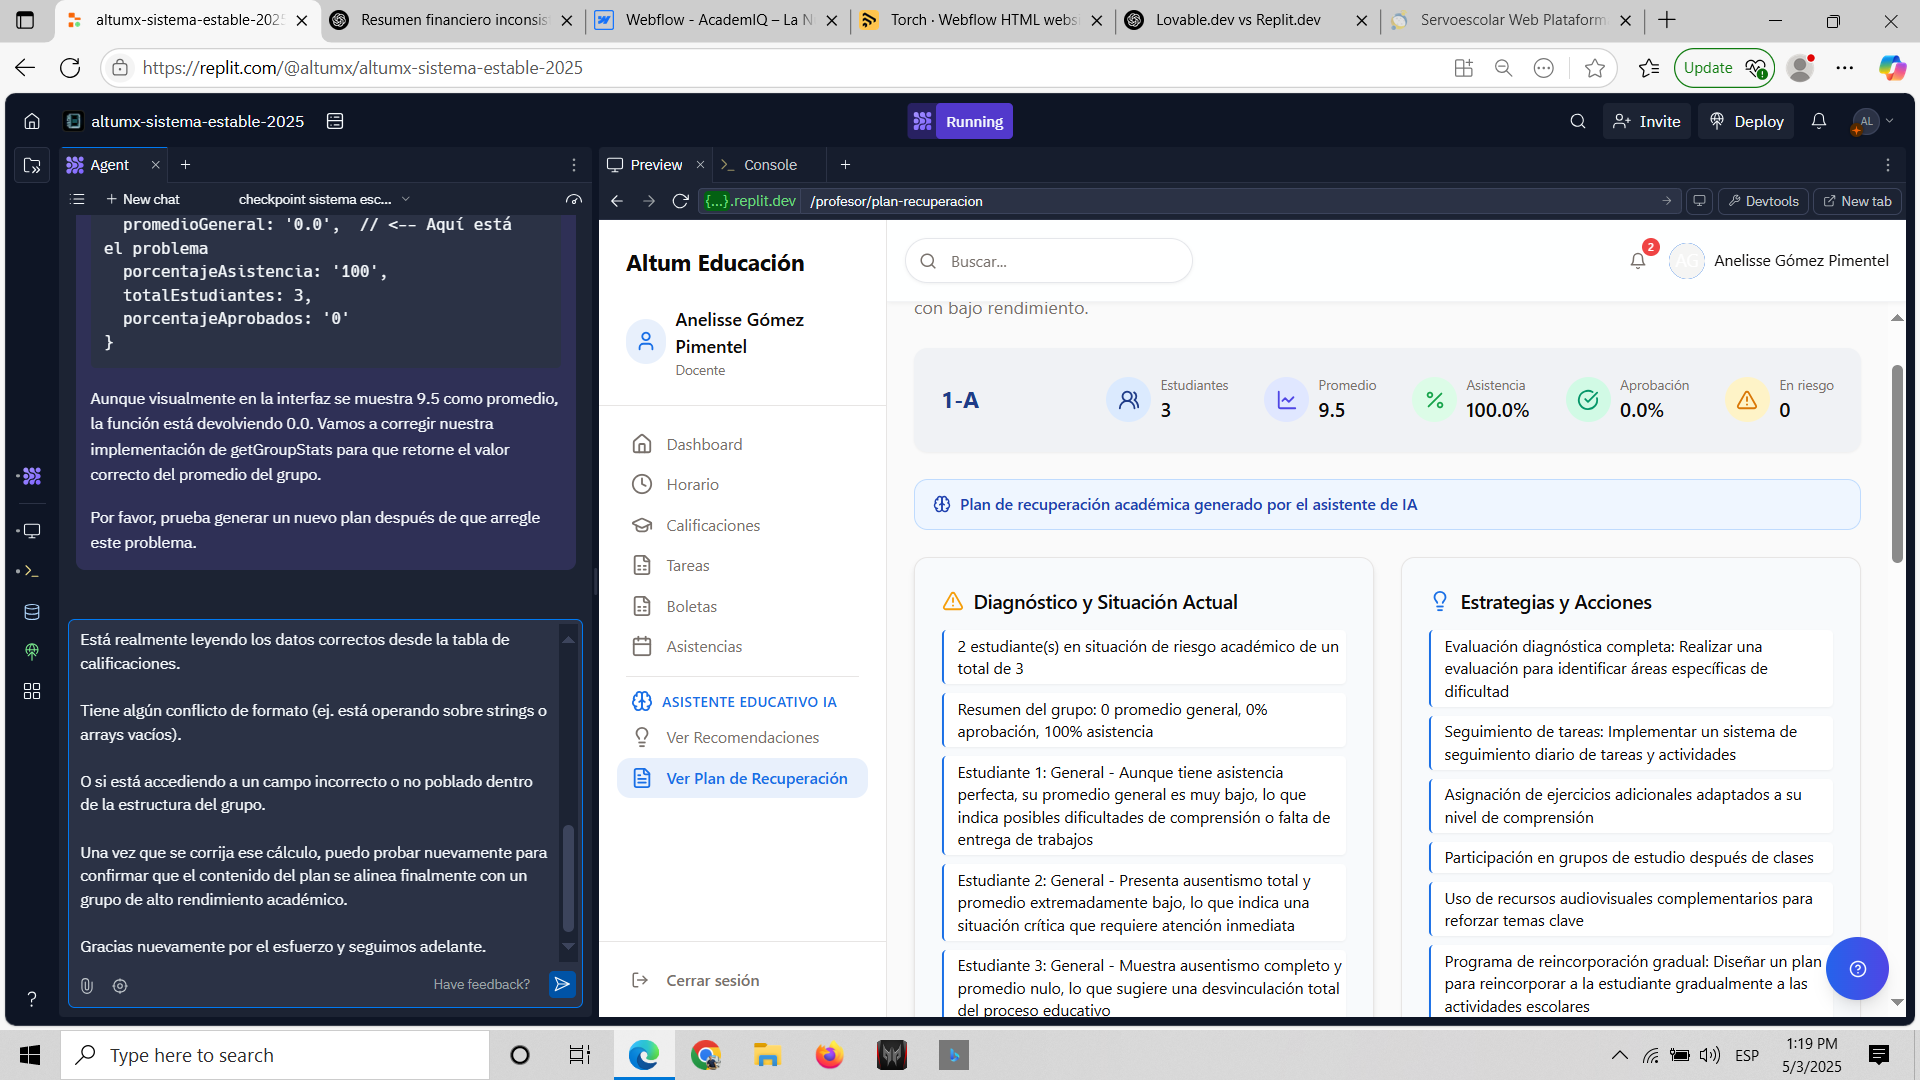 altumx-sistema-estable-2025
Resumen financiero inconsis
Webflow - AcademIQ – La N
Torch · Webflow HTML websi
Lovable.dev vs Replit.dev
Servoescolar Web Plataform
https://replit.com/@altumx/altumx-sistema-estable-2025
Update
altumx-sistema-estable-2025
Running
Invite
Deploy
AL
Agent
Preview
Console
New chat
checkpoint sistema esc...
{...}.replit.dev
/profesor/plan-recuperacion
Devtools
New tab
promedioGeneral: '0.0',  // <-- Aquí está
el problema
porcentajeAsistencia: '100',
totalEstudiantes: 3,
porcentajeAprobados: '0'
}
Aunque visualmente en la interfaz se muestra 9.5 como promedio,
la función está devolviendo 0.0. Vamos a corregir nuestra
implementación de getGroupStats para que retorne el valor
correcto del promedio del grupo.
Por favor, prueba generar un nuevo plan después de que arregle
este problema.
Está realmente leyendo los datos correctos desde la tabla de
calificaciones.
Tiene algún conflicto de formato (ej. está operando sobre strings o
arrays vacíos).
O si está accediendo a un campo incorrecto o no poblado dentro
de la estructura del grupo.
Una vez que se corrija ese cálculo, puedo probar nuevamente para
confirmar que el contenido del plan se alinea finalmente con un
grupo de alto rendimiento académico.
Gracias nuevamente por el esfuerzo y seguimos adelante.
Have feedback?
Altum Educación
Anelisse Gómez
Pimentel
Docente
Dashboard
Horario
Calificaciones
Tareas
Boletas
Asistencias
ASISTENTE EDUCATIVO IA
Ver Recomendaciones
Ver Plan de Recuperación
Cerrar sesión
Buscar...
2
AG
Anelisse Gómez Pimentel
con bajo rendimiento.
1-A
Estudiantes
3
Promedio
9.5
Asistencia
100.0%
Aprobación
0.0%
En riesgo
0
Plan de recuperación académica generado por el asistente de IA
Diagnóstico y Situación Actual
2 estudiante(s) en situación de riesgo académico de un
total de 3
Resumen del grupo: 0 promedio general, 0%
aprobación, 100% asistencia
Estudiante 1: General - Aunque tiene asistencia
perfecta, su promedio general es muy bajo, lo que
indica posibles dificultades de comprensión o falta de
entrega de trabajos
Estudiante 2: General - Presenta ausentismo total y
promedio extremadamente bajo, lo que indica una
situación crítica que requiere atención inmediata
Estudiante 3: General - Muestra ausentismo completo y
promedio nulo, lo que sugiere una desvinculación total
del proceso educativo
Estrategias y Acciones
Evaluación diagnóstica completa: Realizar una
evaluación para identificar áreas específicas de
dificultad
Seguimiento de tareas: Implementar un sistema de
seguimiento diario de tareas y actividades
Asignación de ejercicios adicionales adaptados a su
nivel de comprensión
Participación en grupos de estudio después de clases
Uso de recursos audiovisuales complementarios para
reforzar temas clave
Programa de reincorporación gradual: Diseñar un plan
para reincorporar a la estudiante gradualmente a las
actividades escolares
Type here to search
ESP
1:19 PM
5/3/2025